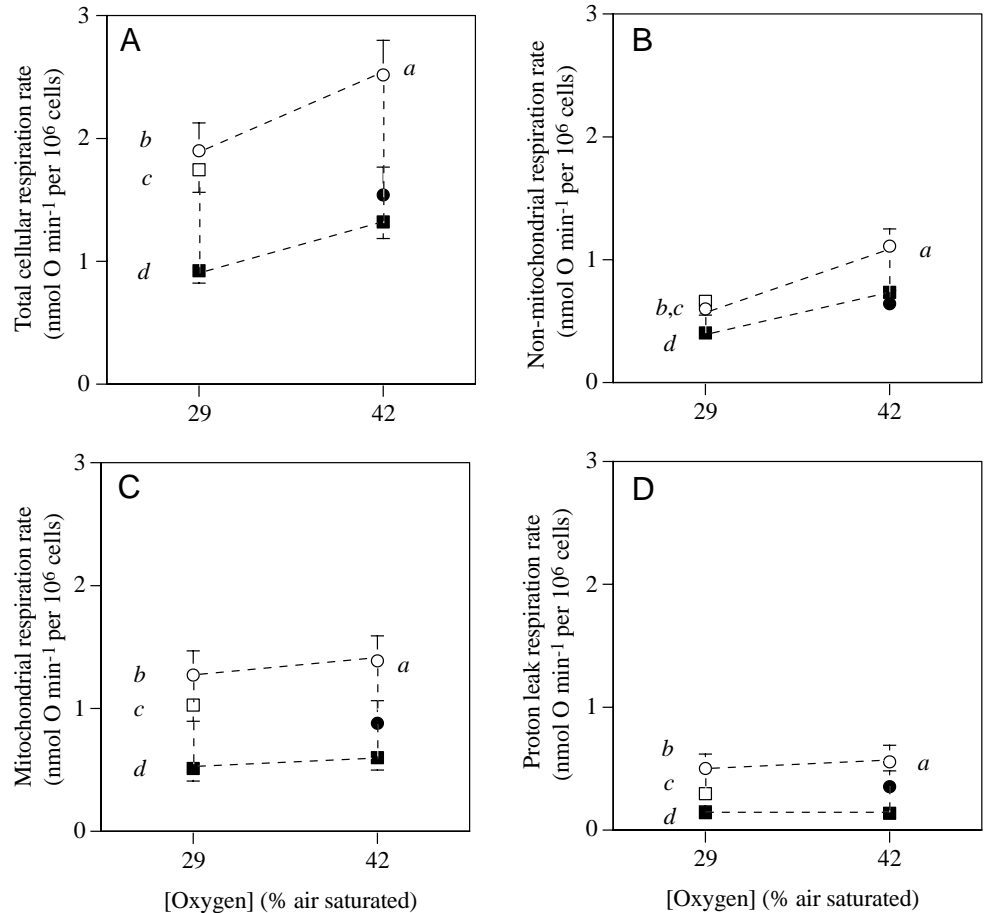 A
Total cellular respiration rate
(nmol O min⁻¹ per 10⁶ cells)
3
2
1
0
a
b
c
d
29
42
B
Non-mitochondrial respiration rate
(nmol O min⁻¹ per 10⁶ cells)
3
2
1
0
a
b,c
d
29
42
C
Mitochondrial respiration rate
(nmol O min⁻¹ per 10⁶ cells)
3
2
1
0
a
b
c
d
29
42
[Oxygen] (% air saturated)
D
Proton leak respiration rate
(nmol O min⁻¹ per 10⁶ cells)
3
2
1
0
b
a
c
d
29
42
[Oxygen] (% air saturated)